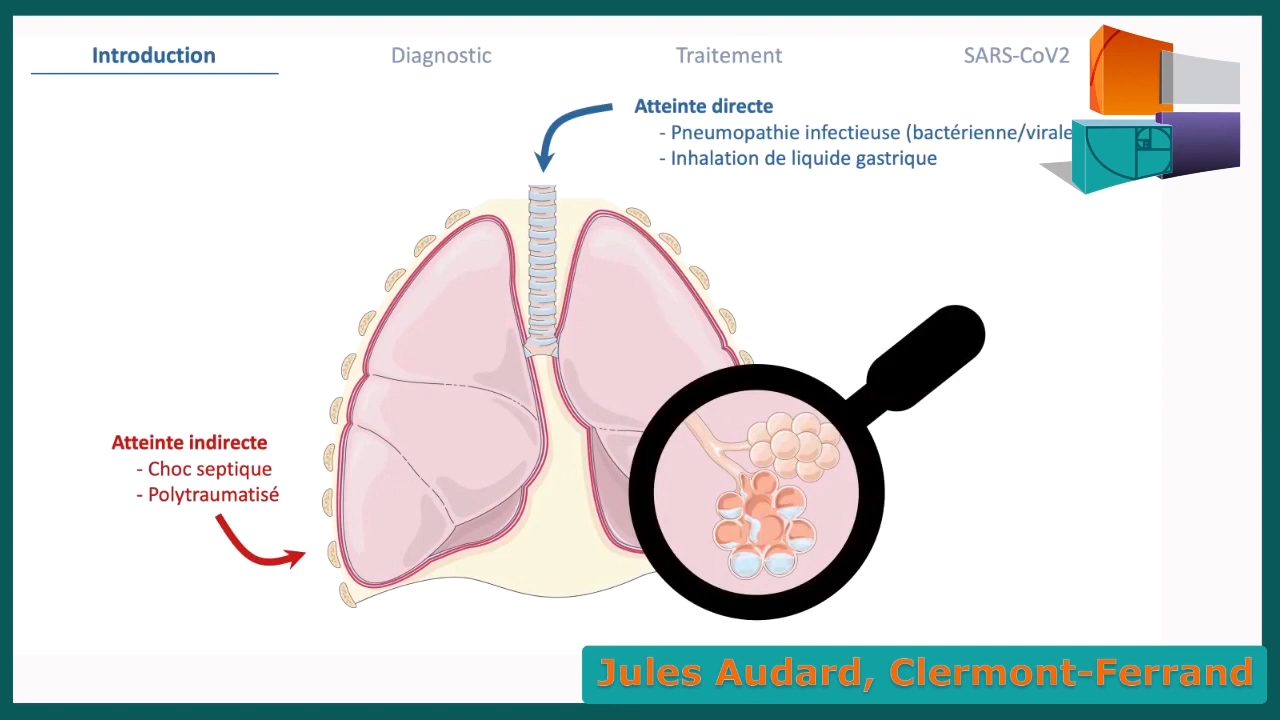 Introduction
Diagnostic
Traitement
SARS-CoV2
Atteinte directe
- Pneumopathie infectieuse (bactérienne/virale
- Inhalation de liquide gastrique
Atteinte indirecte
- Choc septique
- Polytraumatisé
Jules Audard, Clermont-Ferrand